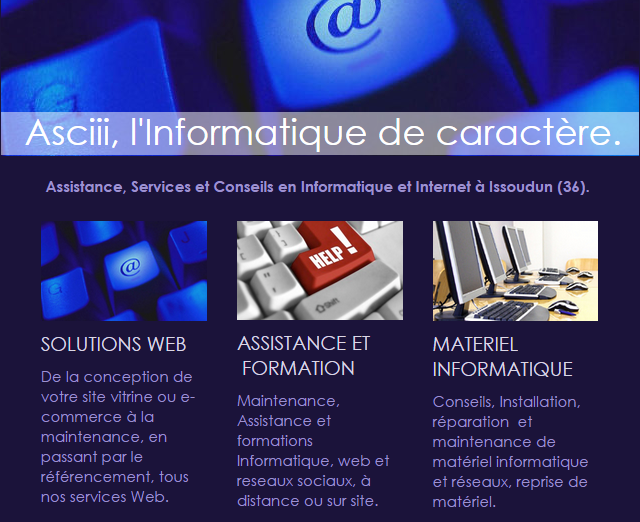 @
G
Asciii, l'Informatique de caractère.
Assistance, Services et Conseils en Informatique et Internet à Issoudun (36).
@
G
HELP!
SOLUTIONS WEB
De la conception de
votre site vitrine ou e-
commerce à la
maintenance, en
passant par le
référencement, tous
nos services Web.
ASSISTANCE ET
FORMATION
Maintenance,
Assistance et
formations
Informatique, web et
reseaux sociaux, à
distance ou sur site.
MATERIEL
INFORMATIQUE
Conseils, Installation,
réparation et
maintenance de
matériel informatique
et réseaux, reprise de
matériel.